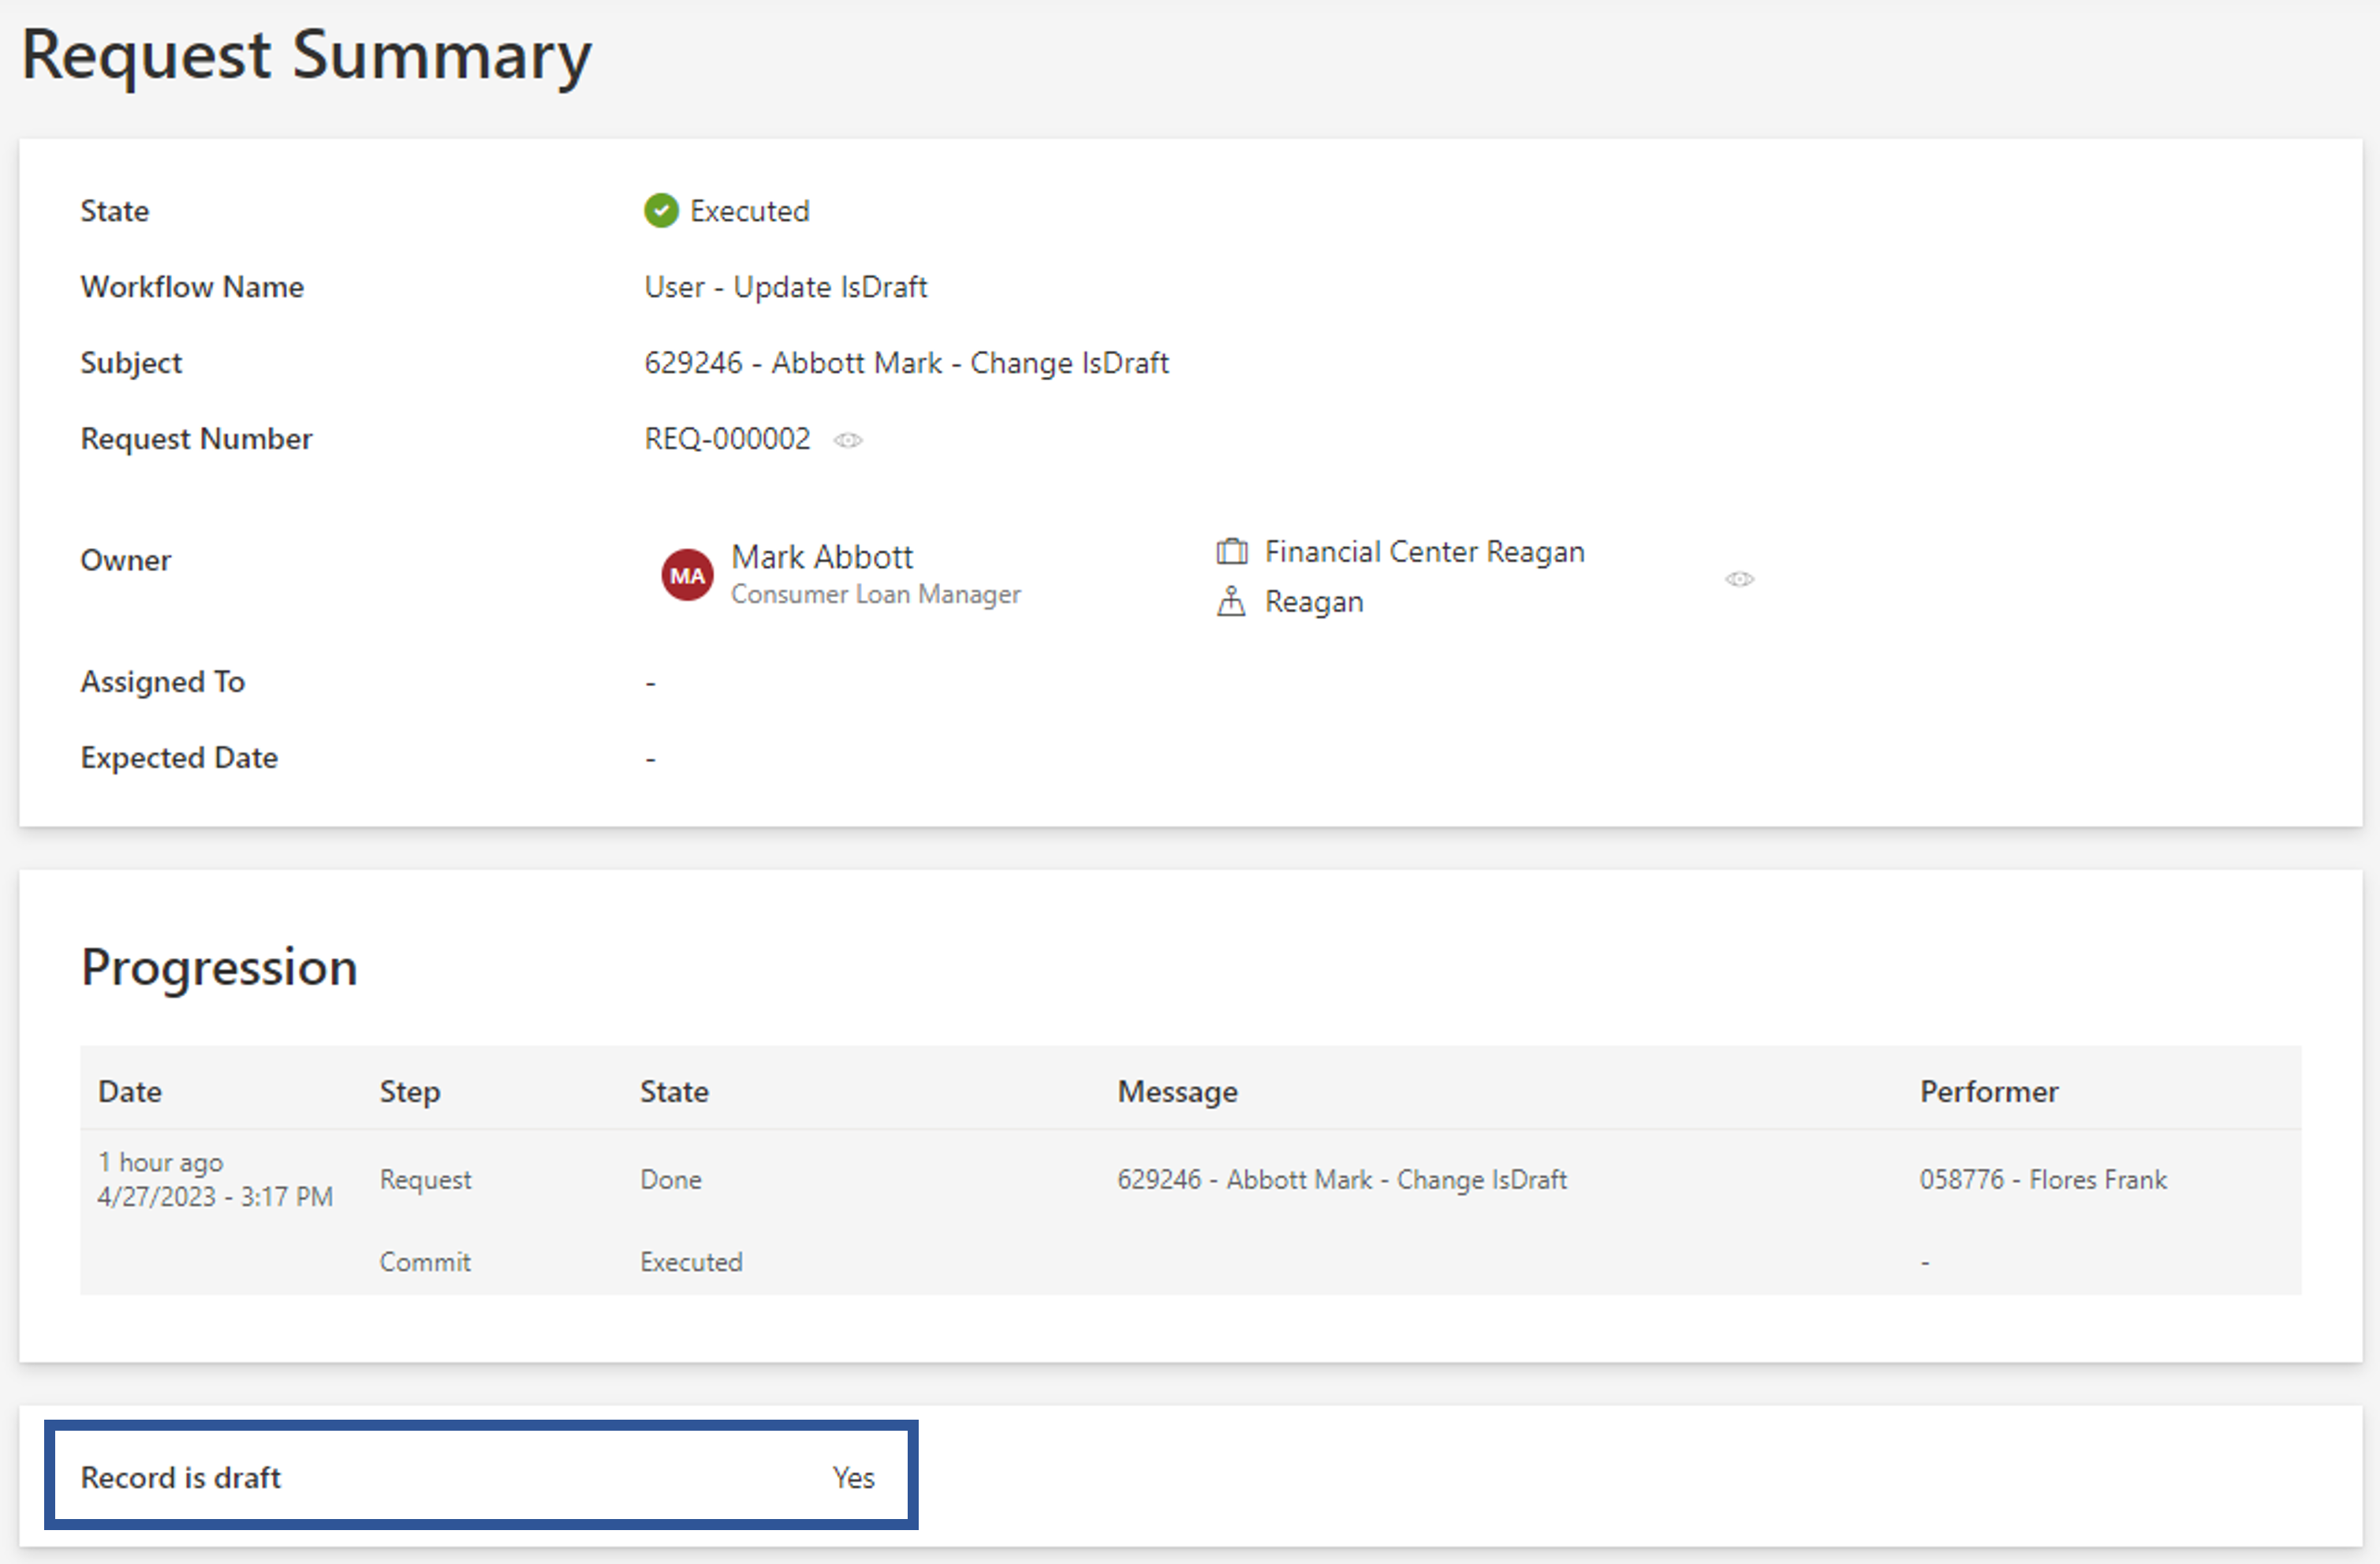 Request Summary
State Executed
Workflow Name User - Update IsDraft
Subject 629246 - Abbott Mark - Change IsDraft
Request Number REQ-000002
Owner MA Mark Abbott
Consumer Loan Manager
Financial Center Reagan
Reagan
Assigned To -
Expected Date -
Progression
Date Step State Message Performer
1 hour ago
4/27/2023 - 3:17 PM Request Done 629246 - Abbott Mark - Change IsDraft 058776 - Flores Frank
Commit Executed -
Record is draft Yes